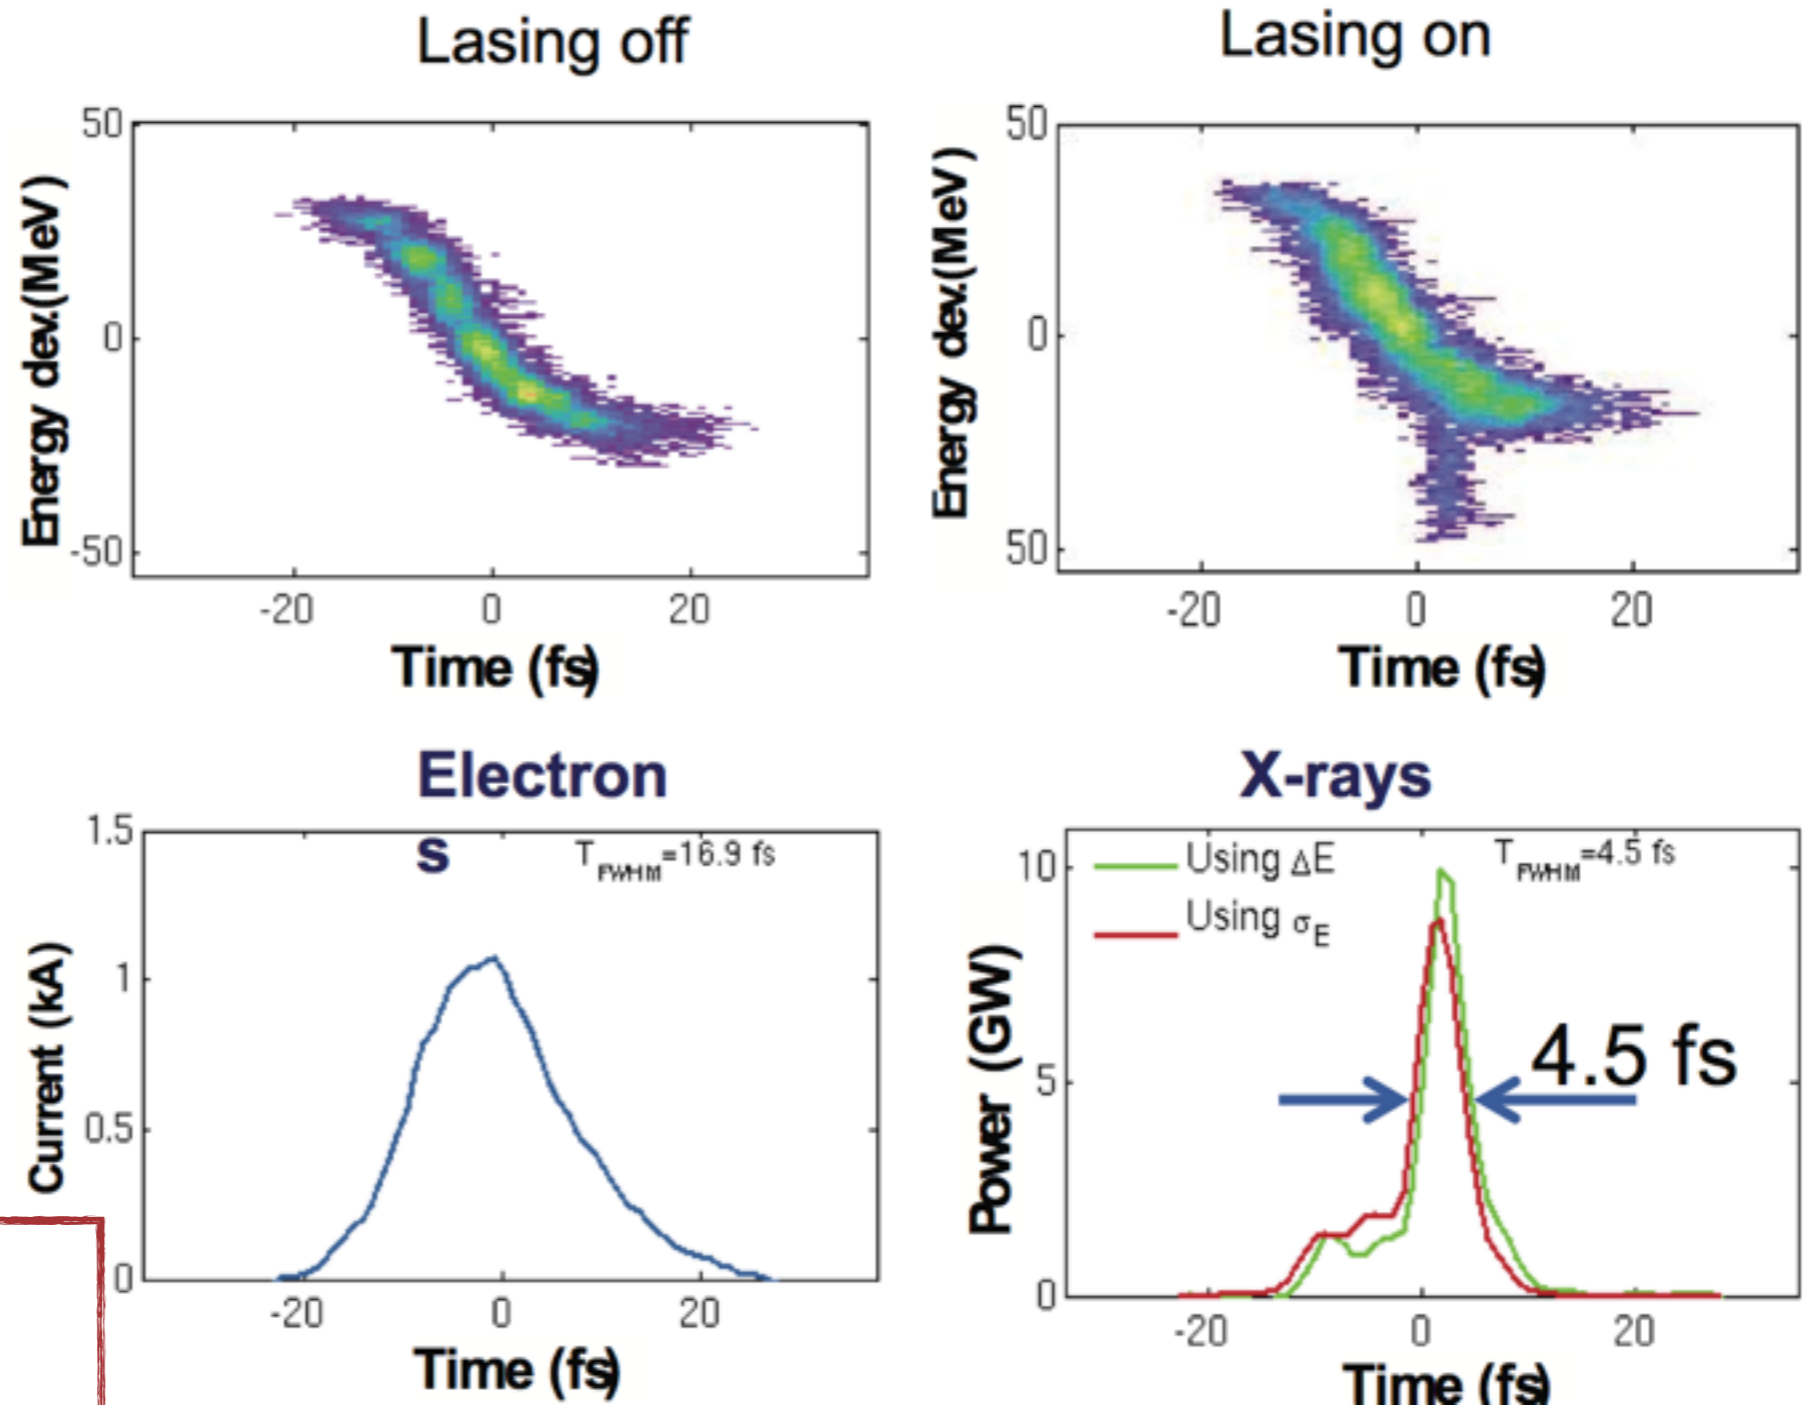 Lasing off
Lasing on
50
0
-50
Energy dev.(MeV)
-20 0 20
Time (fs)
50
0
50
Energy dev.(MeV)
-20 0 20
Time (fs)
Electron
s
X-rays
T FWHM=16.9 fs
1.5
1
0.5
0
Current (kA)
-20 0 20
Time (fs)
Using ΔE
Using σE
T FWHM=4.5 fs
10
5
0
Power (GW)
4.5 fs
-20 0 20
Time (fs)